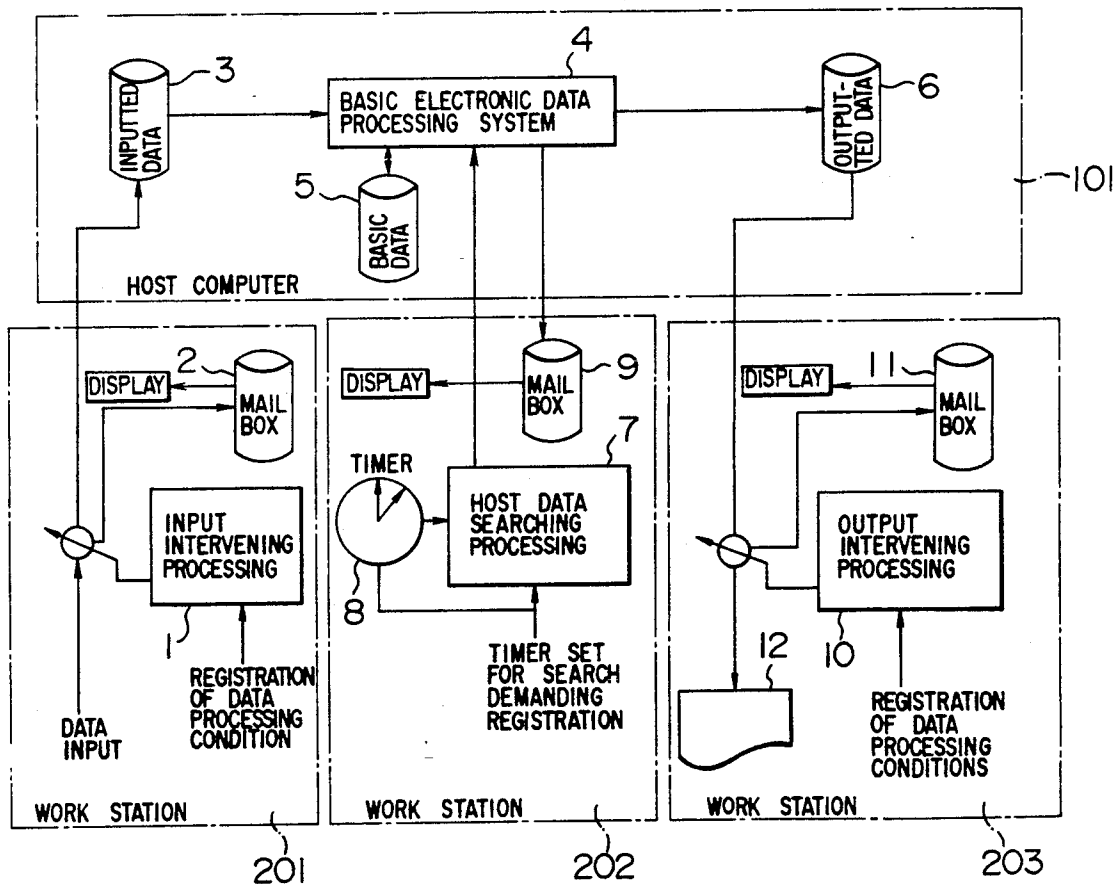 3
INPUTTED
DATA
4
BASIC ELECTRONIC DATA
PROCESSING SYSTEM
6
OUTPUT-
TED DATA
101
5
BASIC
DATA
HOST COMPUTER
2
DISPLAY
MAIL
BOX
INPUT
INTERVENING
PROCESSING
1
REGISTRATION
OF DATA
PROCESSING
CONDITION
DATA
INPUT
WORK STATION
201
DISPLAY
MAIL
BOX
9
7
TIMER
HOST DATA
SEARCHING
PROCESSING
8
TIMER SET
FOR SEARCH
DEMANDING
REGISTRATION
WORK STATION
202
DISPLAY
11
MAIL
BOX
OUTPUT
INTERVENING
PROCESSING
10
12
REGISTRATION
OF DATA
PROCESSING
CONDITIONS
WORK STATION
203